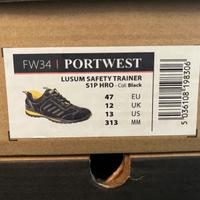 FW34 PORTWEST
LUSUM SAFETY TRAINER
S1P HRO - Col: Black
47 EU
12 UK
13 US
313 MM
5 036108 198306